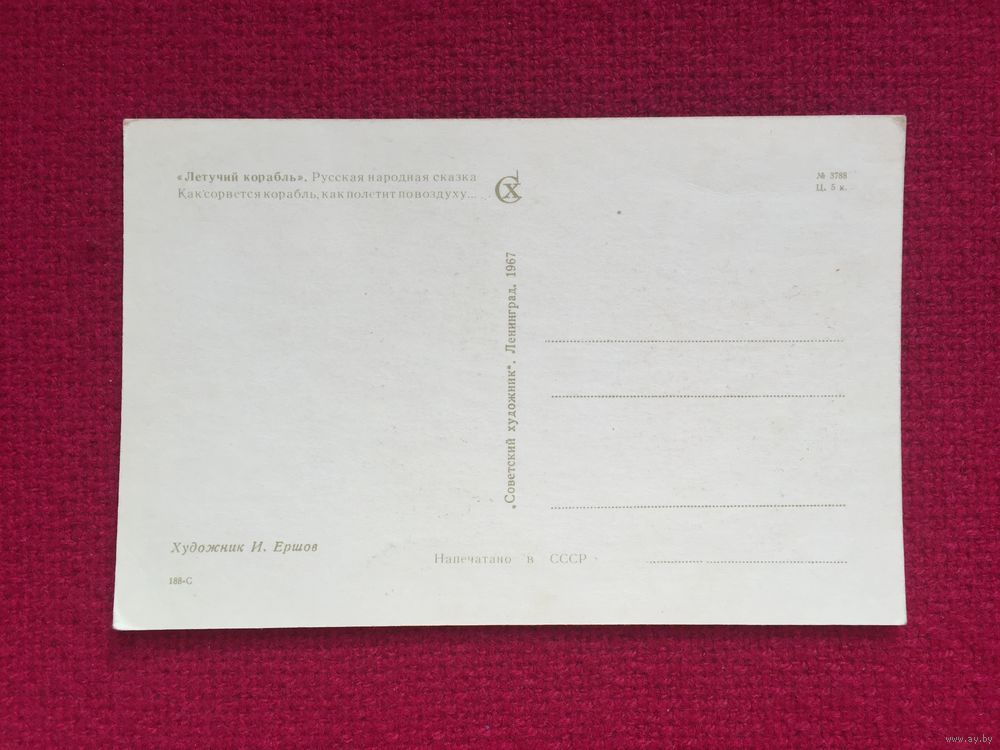 «Летучий корабль». Русская народная сказка
Как сорвется корабль, как полетит по воздуху...
СХ
№ 3788
Ц. 5 к.
„Советский художник“. Ленинград. 1967
Художник И. Ершов
Напечатано в СССР
188-С
www.ay.by